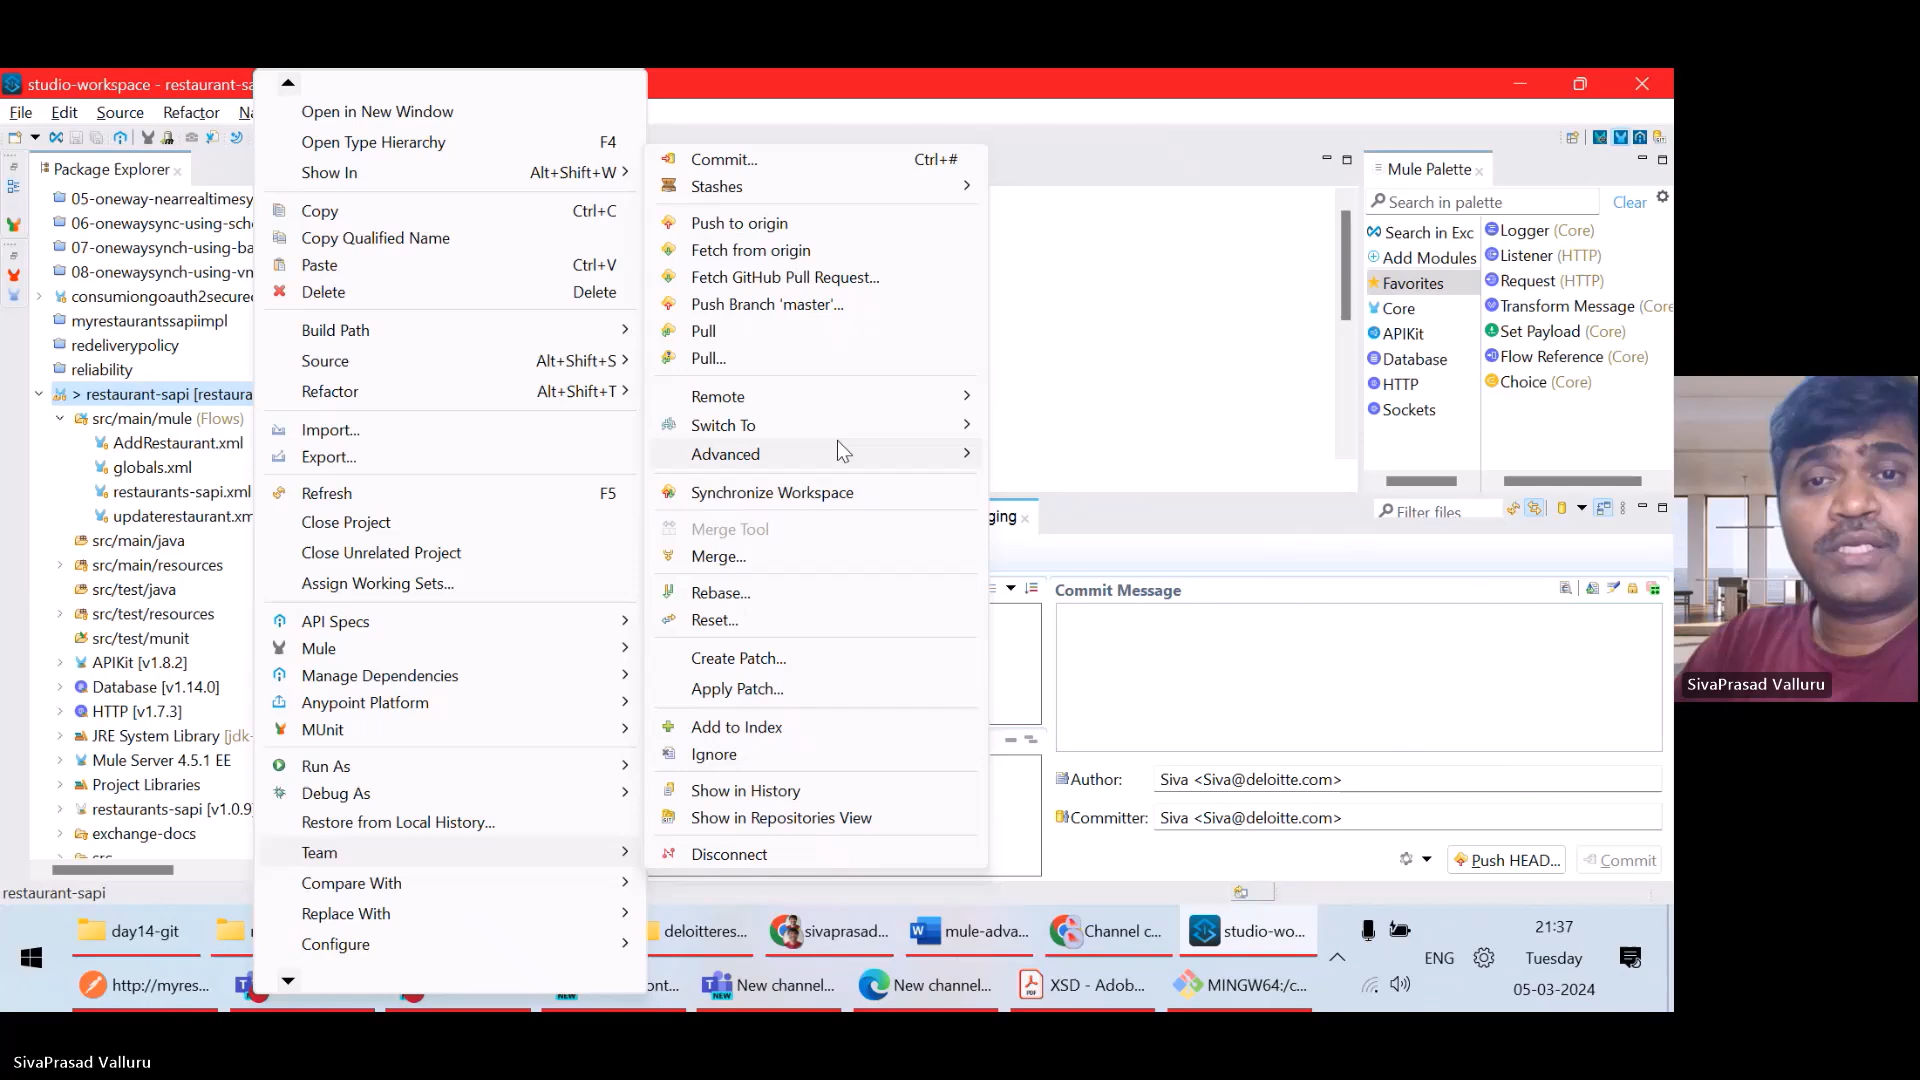 studio-workspace - restaurant-sa
File
Edit
Source
Refactor
Package Explorer
05-oneway-nearrealtimesy
06-onewaysync-using-sch
07-onewaysynch-using-ba
08-onewaysynch-using-vm
consumiongoauth2secured
myrestaurantssapiimpl
redeliverypolicy
reliability
> restaurant-sapi [restaura
src/main/mule (Flows)
AddRestaurant.xml
globals.xml
restaurants-sapi.xml
updaterestaurant.xm
src/main/java
src/main/resources
src/test/java
src/test/resources
src/test/munit
APIKit [v1.8.2]
Database [v1.14.0]
HTTP [v1.7.3]
JRE System Library [jdk-
Mule Server 4.5.1 EE
Project Libraries
restaurants-sapi [v1.0.9]
exchange-docs
src
restaurant-sapi
Open in New Window
Open Type Hierarchy F4
Show In Alt+Shift+W
Copy Ctrl+C
Copy Qualified Name
Paste Ctrl+V
Delete Delete
Build Path
Source Alt+Shift+S
Refactor Alt+Shift+T
Import...
Export...
Refresh F5
Close Project
Close Unrelated Project
Assign Working Sets...
API Specs
Mule
Manage Dependencies
Anypoint Platform
MUnit
Run As
Debug As
Restore from Local History...
Team
Compare With
Replace With
Configure
Commit... Ctrl+#
Stashes
Push to origin
Fetch from origin
Fetch GitHub Pull Request...
Push Branch 'master'...
Pull
Pull...
Remote
Switch To
Advanced
Synchronize Workspace
Merge Tool
Merge...
Rebase...
Reset...
Create Patch...
Apply Patch...
Add to Index
Ignore
Show in History
Show in Repositories View
Disconnect
Mule Palette
Search in palette
Clear
Search in Exc
Add Modules
Favorites
Core
APIKit
Database
HTTP
Sockets
Logger (Core)
Listener (HTTP)
Request (HTTP)
Transform Message (Core
Set Payload (Core)
Flow Reference (Core)
Choice (Core)
ging
Filter files
Commit Message
Author: Siva <Siva@deloitte.com>
Committer: Siva <Siva@deloitte.com>
Push HEAD...
Commit
day14-git
deloitteres...
sivaprasad...
mule-adva...
Channel c...
studio-wo...
http://myres...
ont...
New channel...
New channel...
XSD - Adob...
MINGW64:/c...
ENG
21:37
Tuesday
05-03-2024
SivaPrasad Valluru
SivaPrasad Valluru